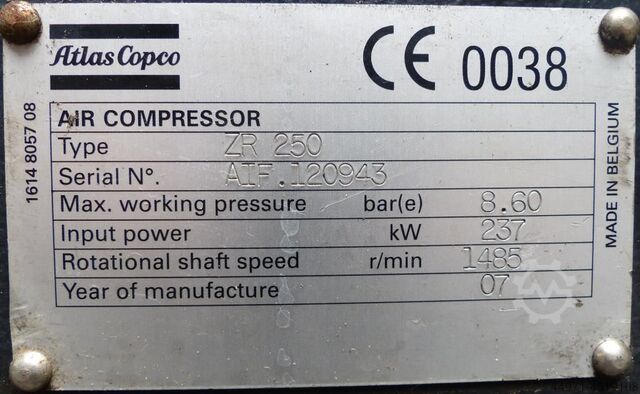 Atlas Copco
CE 0038
1614 8057 08
AIR COMPRESSOR
Type ZR 250
Serial Nº. AIF.120943
Max. working pressure bar(e) 8.60
Input power kW 237
Rotational shaft speed r/min 1485
Year of manufacture 07
MADE IN BELGIUM